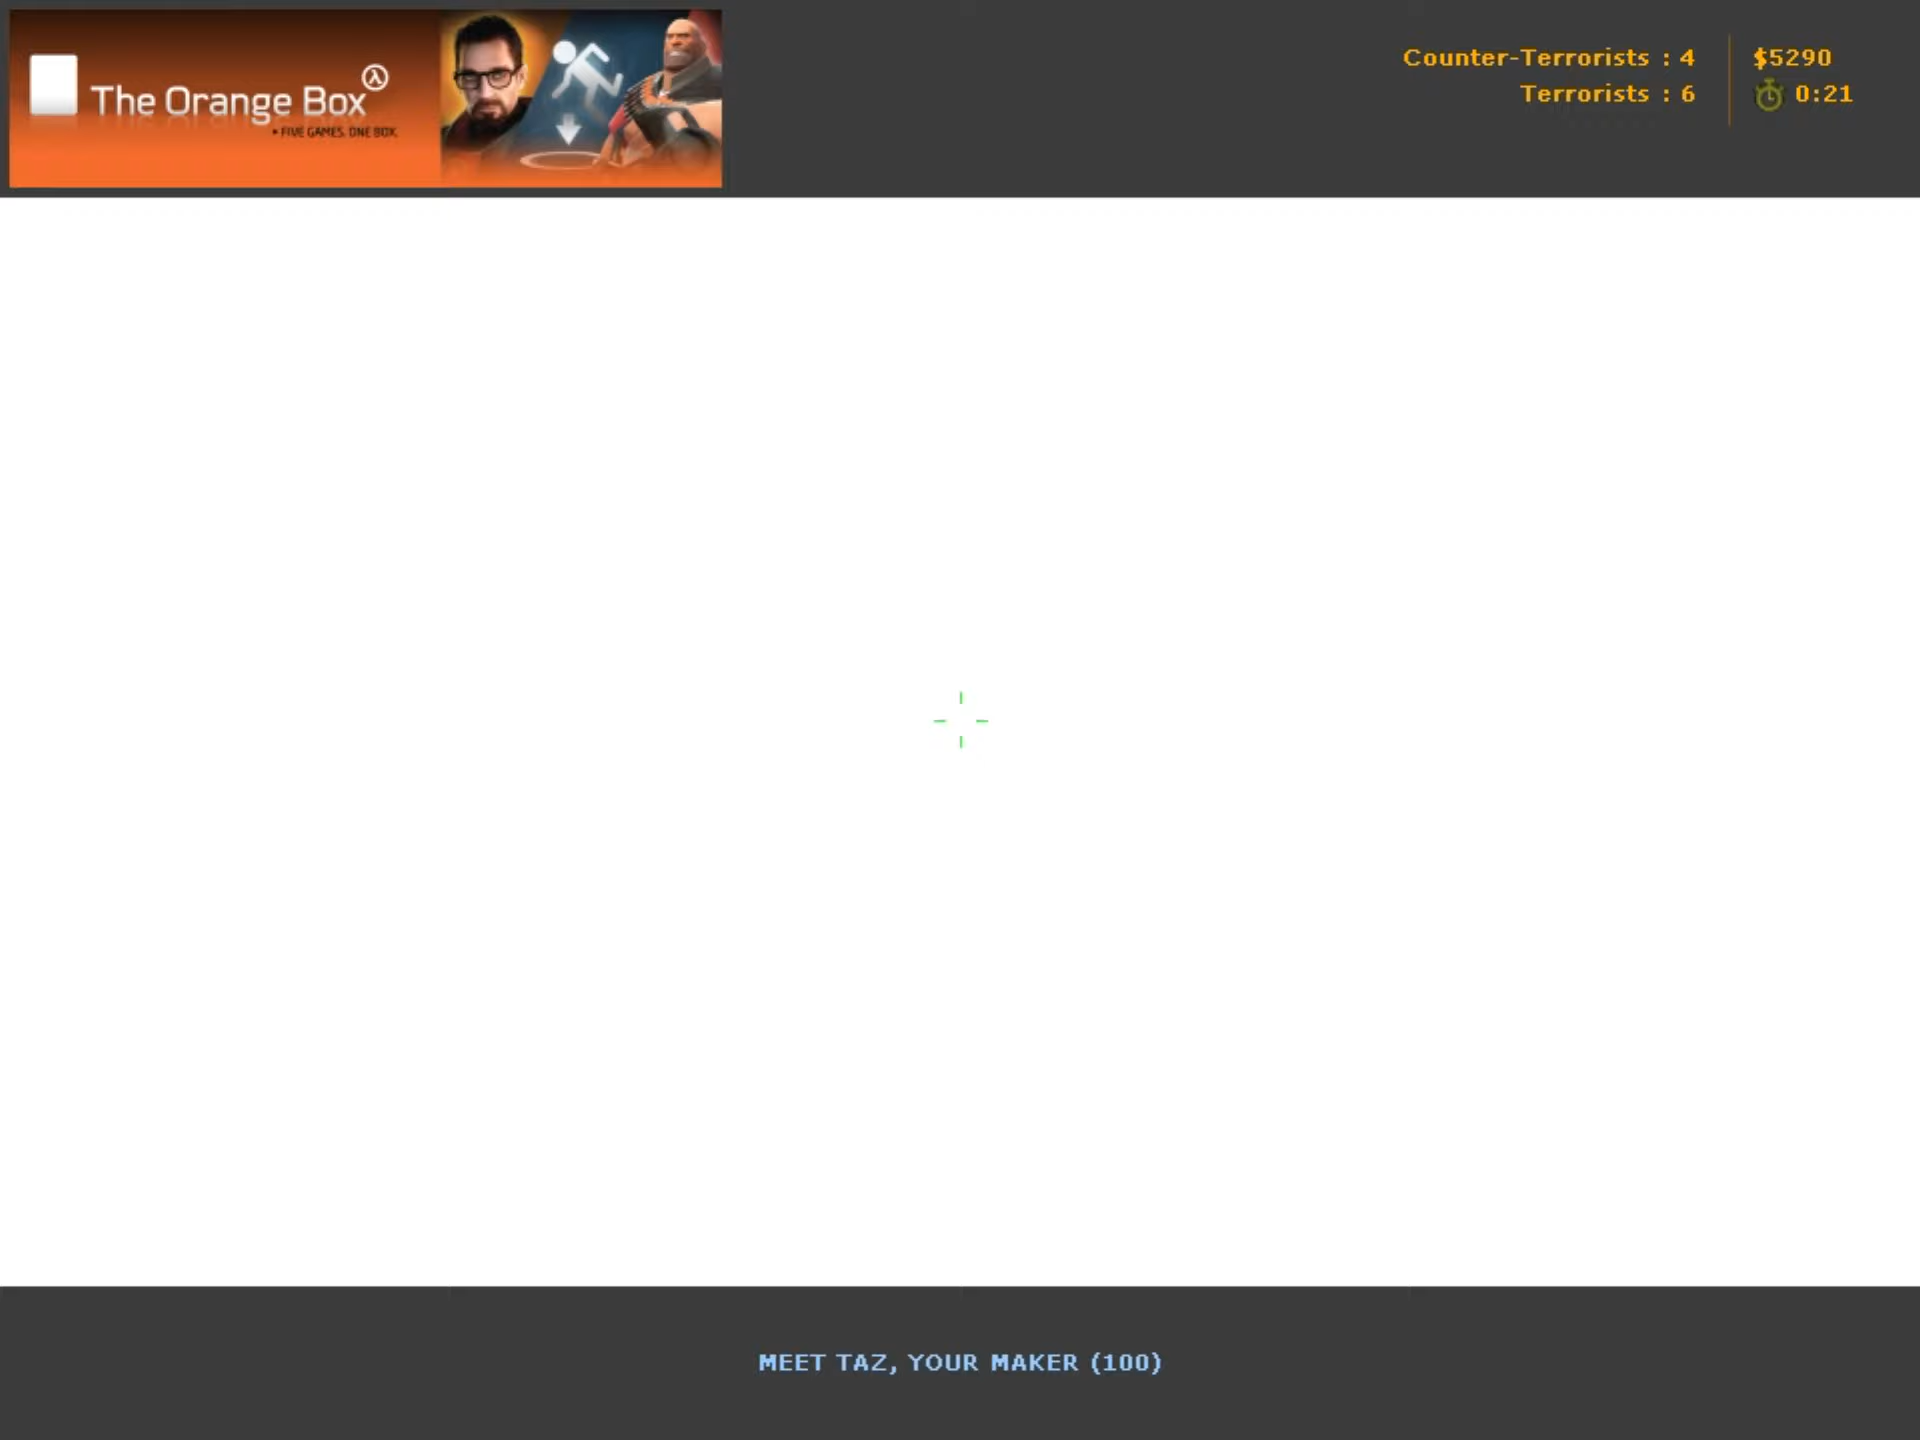 The Orange Box
• FIVE GAMES. ONE BOX.
Counter-Terrorists : 4
Terrorists : 6
$5290
0:21
MEET TAZ, YOUR MAKER (100)